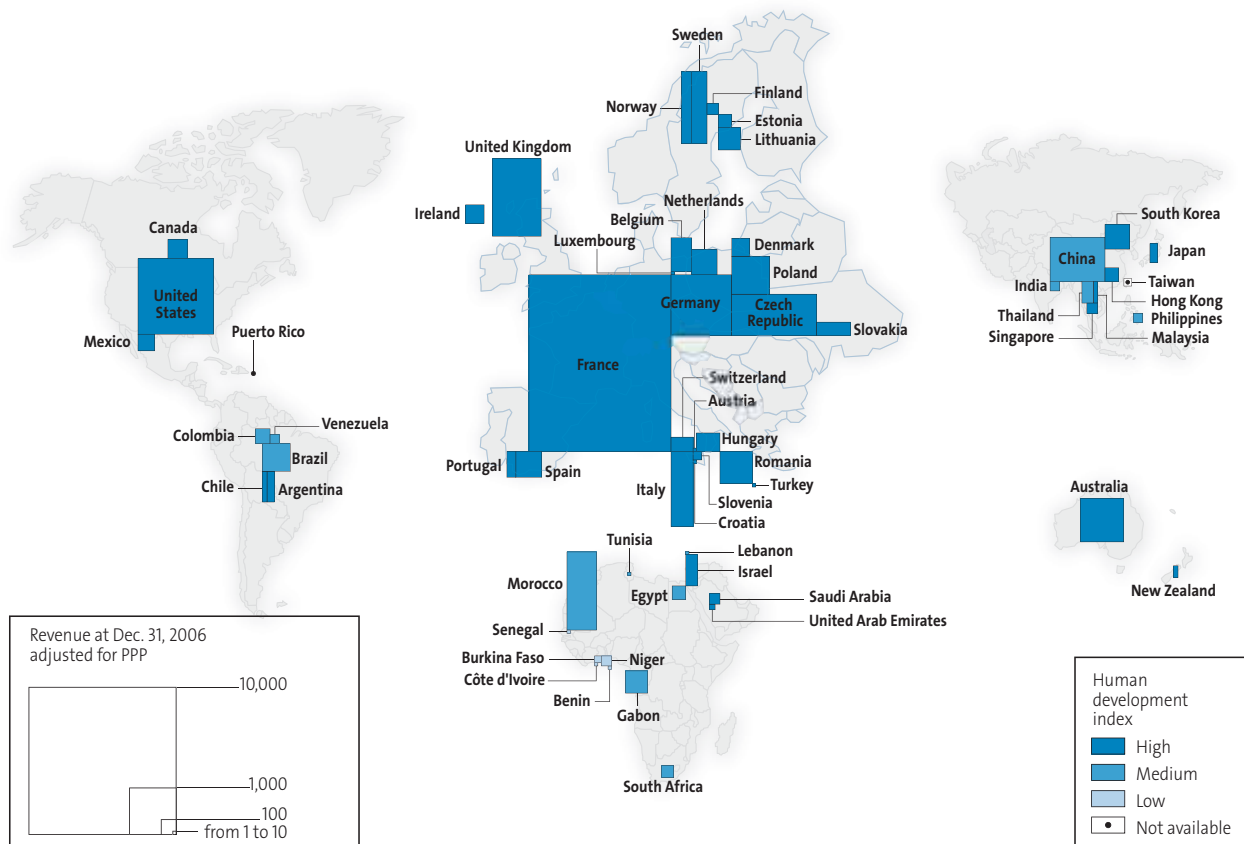 Sweden
Finland
Norway
Estonia
Lithuania
United Kingdom
Netherlands
Ireland
Belgium
South Korea
Canada
Luxembourg
Denmark
Japan
Poland
China
United
States
Germany
Czech
Republic
India
Taiwan
Hong Kong
Thailand
Philippines
Mexico
Puerto Rico
Slovakia
Singapore
Malaysia
France
Switzerland
Austria
Colombia
Venezuela
Hungary
Brazil
Portugal
Spain
Romania
Chile
Argentina
Italy
Turkey
Australia
Slovenia
Croatia
Tunisia
Lebanon
Morocco
Israel
Egypt
Saudi Arabia
New Zealand
United Arab Emirates
Senegal
Burkina Faso
Niger
Côte d'Ivoire
Benin
Gabon
South Africa
Revenue at Dec. 31, 2006
adjusted for PPP
10,000
1,000
100
from 1 to 10
Human
development
index
High
Medium
Low
Not available